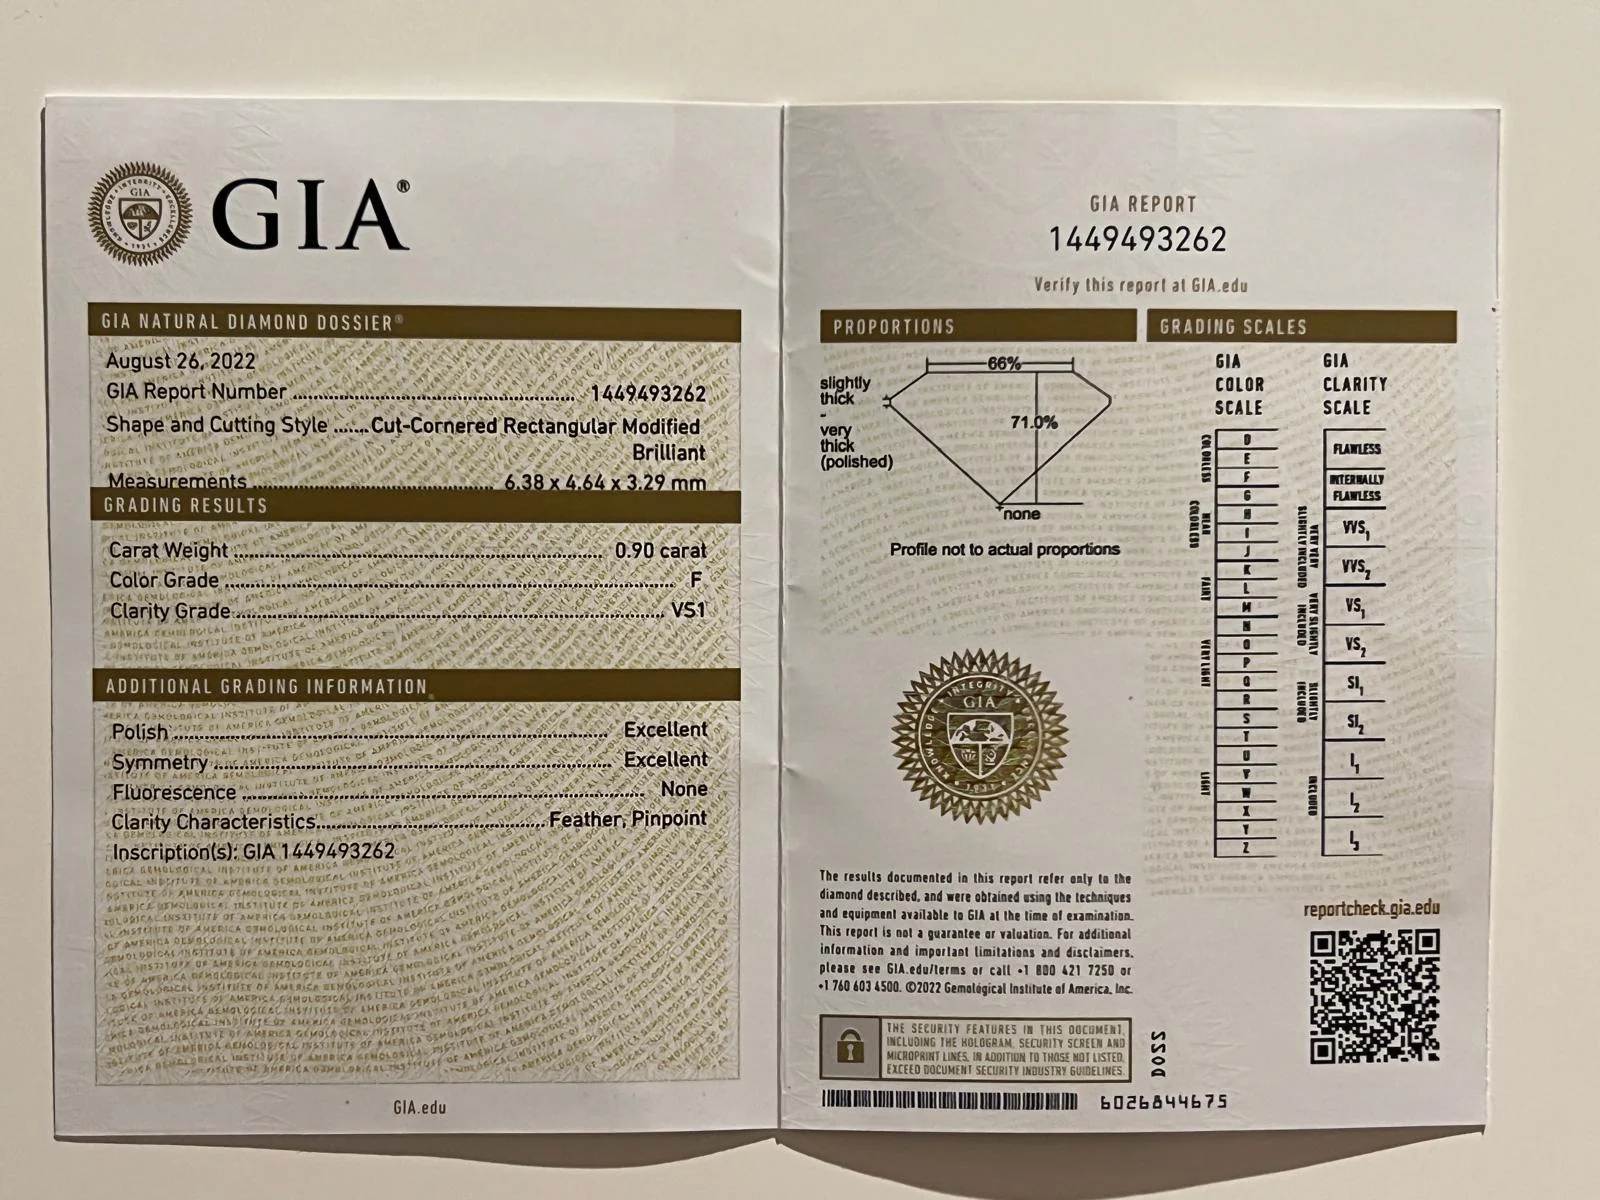 GIA®
GIA NATURAL DIAMOND DOSSIER®
August 26, 2022
GIA Report Number 1449493262
Shape and Cutting Style Cut-Cornered Rectangular Modified
Brilliant
Measurements 6.38 x 4.64 x 3.29 mm
GRADING RESULTS
Carat Weight 0.90 carat
Color Grade F
Clarity Grade VS1
ADDITIONAL GRADING INFORMATION
Polish Excellent
Symmetry Excellent
Fluorescence None
Clarity Characteristics Feather, Pinpoint
Inscription(s): GIA 1449493262
GIA.edu
GIA REPORT
1449493262
Verify this report at GIA.edu
PROPORTIONS
66%
slightly
thick
-
very
thick
(polished)
71.0%
none
Profile not to actual proportions
INTEGRITY
GIA
KNOWLEDGE
1931
The results documented in this report refer only to the
diamond described, and were obtained using the techniques
and equipment available to GIA at the time of examination.
This report is not a guarantee or valuation. For additional
information and important limitations and disclaimers,
please see GIA.edu/terms or call +1 800 421 7250 or
+1 760 603 4500. ©2022 Gemological Institute of America, Inc.
THE SECURITY FEATURES IN THIS DOCUMENT,
INCLUDING THE HOLOGRAM, SECURITY SCREEN AND
MICROPRINT LINES, IN ADDITION TO THOSE NOT LISTED,
EXCEED DOCUMENT SECURITY INDUSTRY GUIDELINES.
DOSS
6026844675
GRADING SCALES
GIA
COLOR
SCALE
COLORLESS
D
E
F
NEAR
COLORLESS
G
H
I
J
FAINT
K
L
M
VERY LIGHT
N
O
P
Q
R
LIGHT
S
T
U
V
W
X
Y
Z
GIA
CLARITY
SCALE
FLAWLESS
INTERNALLY
FLAWLESS
VERY VERY
SLIGHTLY INCLUDED
VVS1
VVS2
VERY SLIGHTLY
INCLUDED
VS1
VS2
SLIGHTLY
INCLUDED
SI1
SI2
INCLUDED
I1
I2
I3
reportcheck.gia.edu